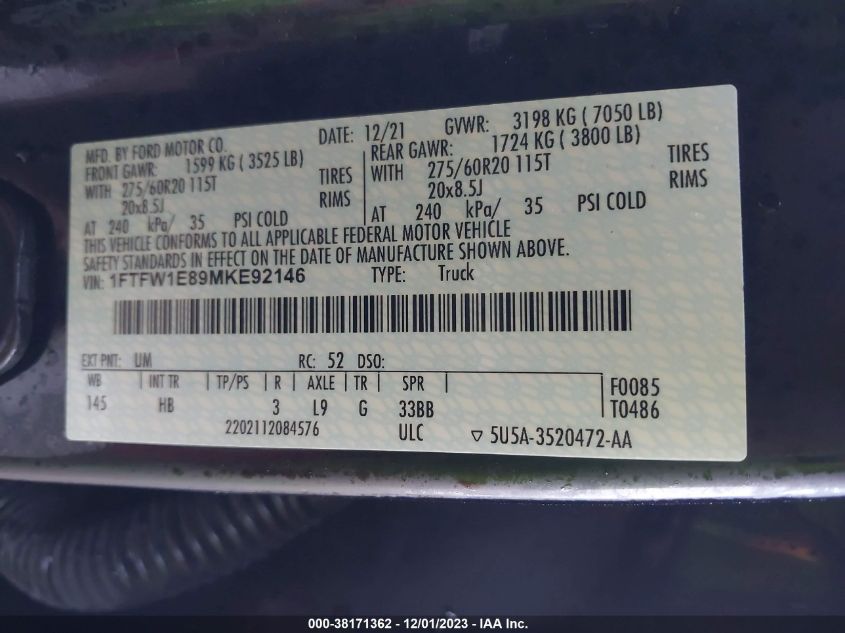 MFD. BY FORD MOTOR CO. DATE: 12/21 GVWR: 3198 KG ( 7050 LB)
FRONT GAWR: 1599 KG ( 3525 LB) REAR GAWR: 1724 KG ( 3800 LB)
WITH 275/60R20 115T TIRES WITH 275/60R20 115T TIRES
20x8.5J RIMS 20x8.5J RIMS
AT 240 kPa/ 35 PSI COLD AT 240 kPa/ 35 PSI COLD
THIS VEHICLE CONFORMS TO ALL APPLICABLE FEDERAL MOTOR VEHICLE
SAFETY STANDARDS IN EFFECT ON THE DATE OF MANUFACTURE SHOWN ABOVE.
VIN: 1FTFW1E89MKE92146 TYPE: Truck
EXT PNT: UM RC: 52 DSO:
WB INT TR TP/PS R AXLE TR SPR F0085
145 HB 3 L9 G 33BB T0486
2202112084576 ULC ▽ 5U5A-3520472-AA
000-38171362 - 12/01/2023 - IAA Inc.